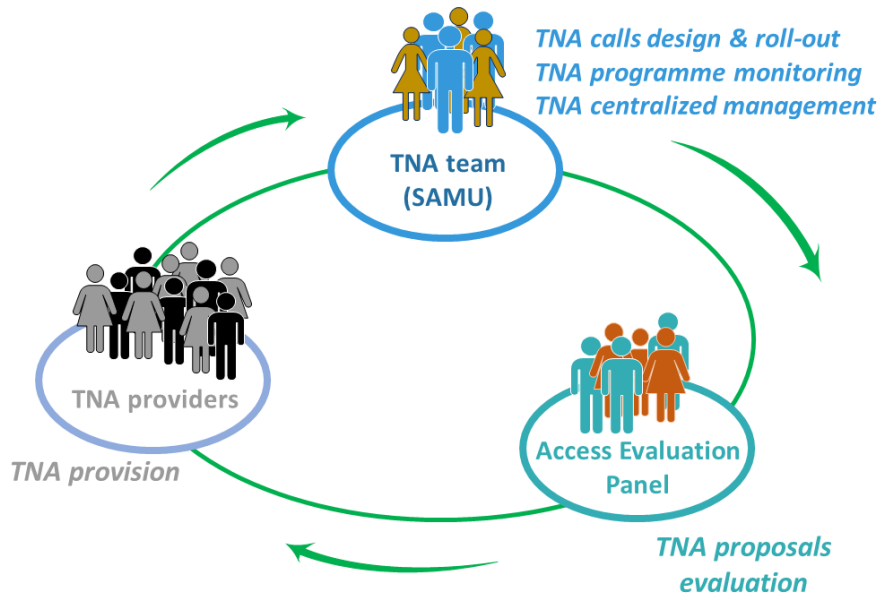 TNA calls design & roll-out
TNA programme monitoring
TNA centralized management
TNA team
(SAMU)
TNA providers
TNA provision
Access Evaluation
Panel
TNA proposals
evaluation